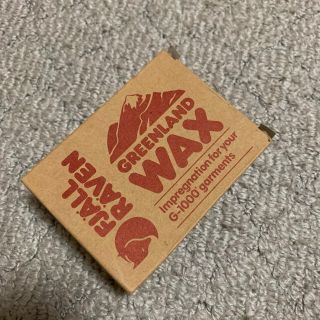 GREENLAND
WAX
Impregnation for your
G-1000 garments
FJÄLL
RÄVEN